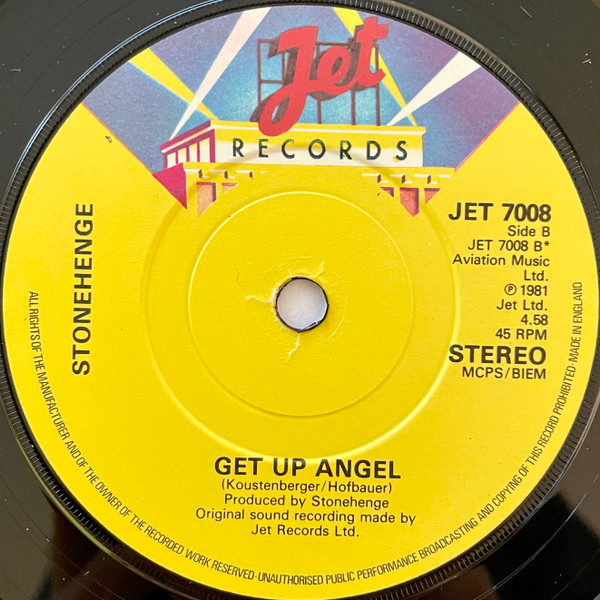 Jet
RECORDS
STONEHENGE
JET 7008
Side B
JET 7008 B*
Aviation Music
Ltd.
℗ 1981
Jet Ltd.
4.58
45 RPM
STEREO
MCPS/BIEM
GET UP ANGEL
(Koustenberger/Hofbauer)
Produced by Stonehenge
Original sound recording made by
Jet Records Ltd.
ALL RIGHTS OF THE MANUFACTURER AND OF THE OWNER OF THE RECORDED WORK RESERVED·UNAUTHORISED PUBLIC PERFORMANCE BROADCASTING AND COPYING OF THIS RECORD PROHIBITED·MADE IN ENGLAND